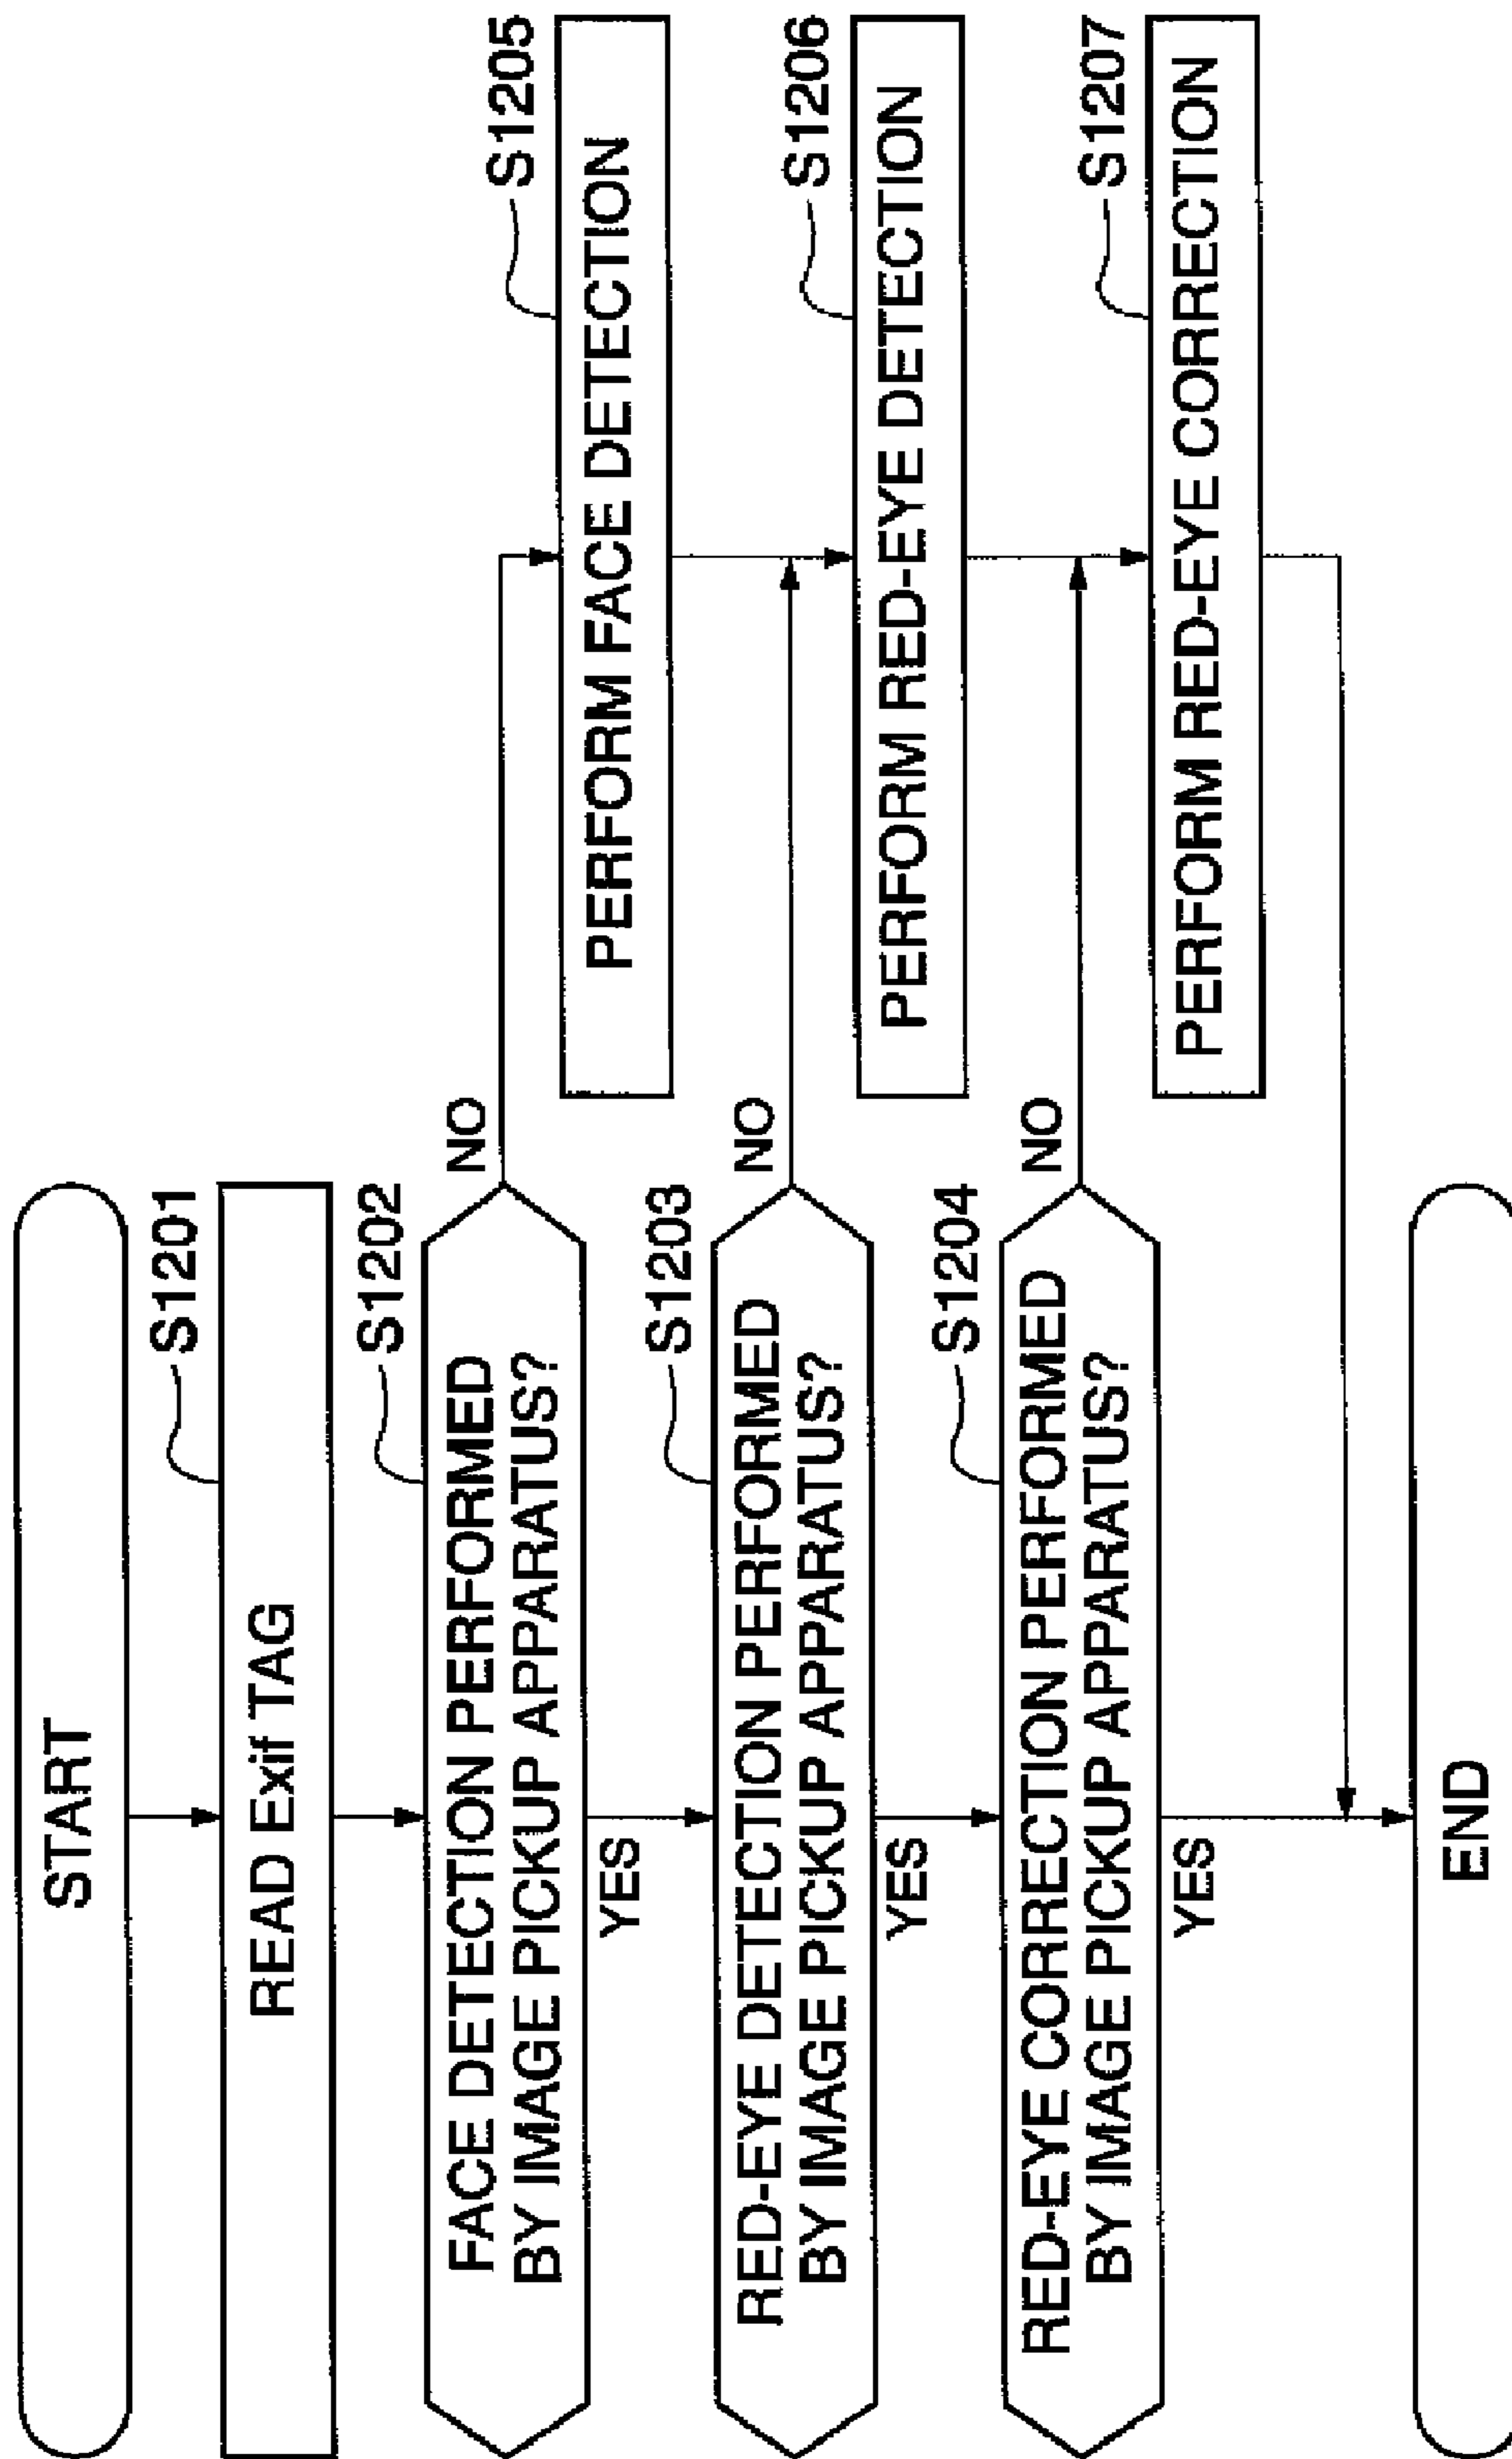 START
S1201
READ Exif TAG
S1202
FACE DETECTION PERFORMED
BY IMAGE PICKUP APPARATUS?
NO
YES
S1205
PERFORM FACE DETECTION
S1203
RED-EYE DETECTION PERFORMED
BY IMAGE PICKUP APPARATUS?
NO
YES
S1206
PERFORM RED-EYE DETECTION
S1204
RED-EYE CORRECTION PERFORMED
BY IMAGE PICKUP APPARATUS?
NO
YES
S1207
PERFORM RED-EYE CORRECTION
END